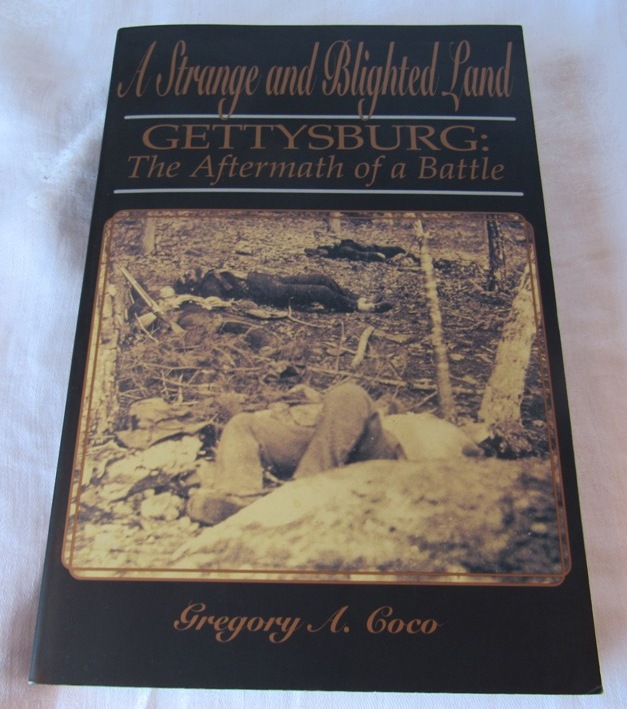 A Strange and Blighted Land
GETTYSBURG:
The Aftermath of a Battle
Gregory A. Coco